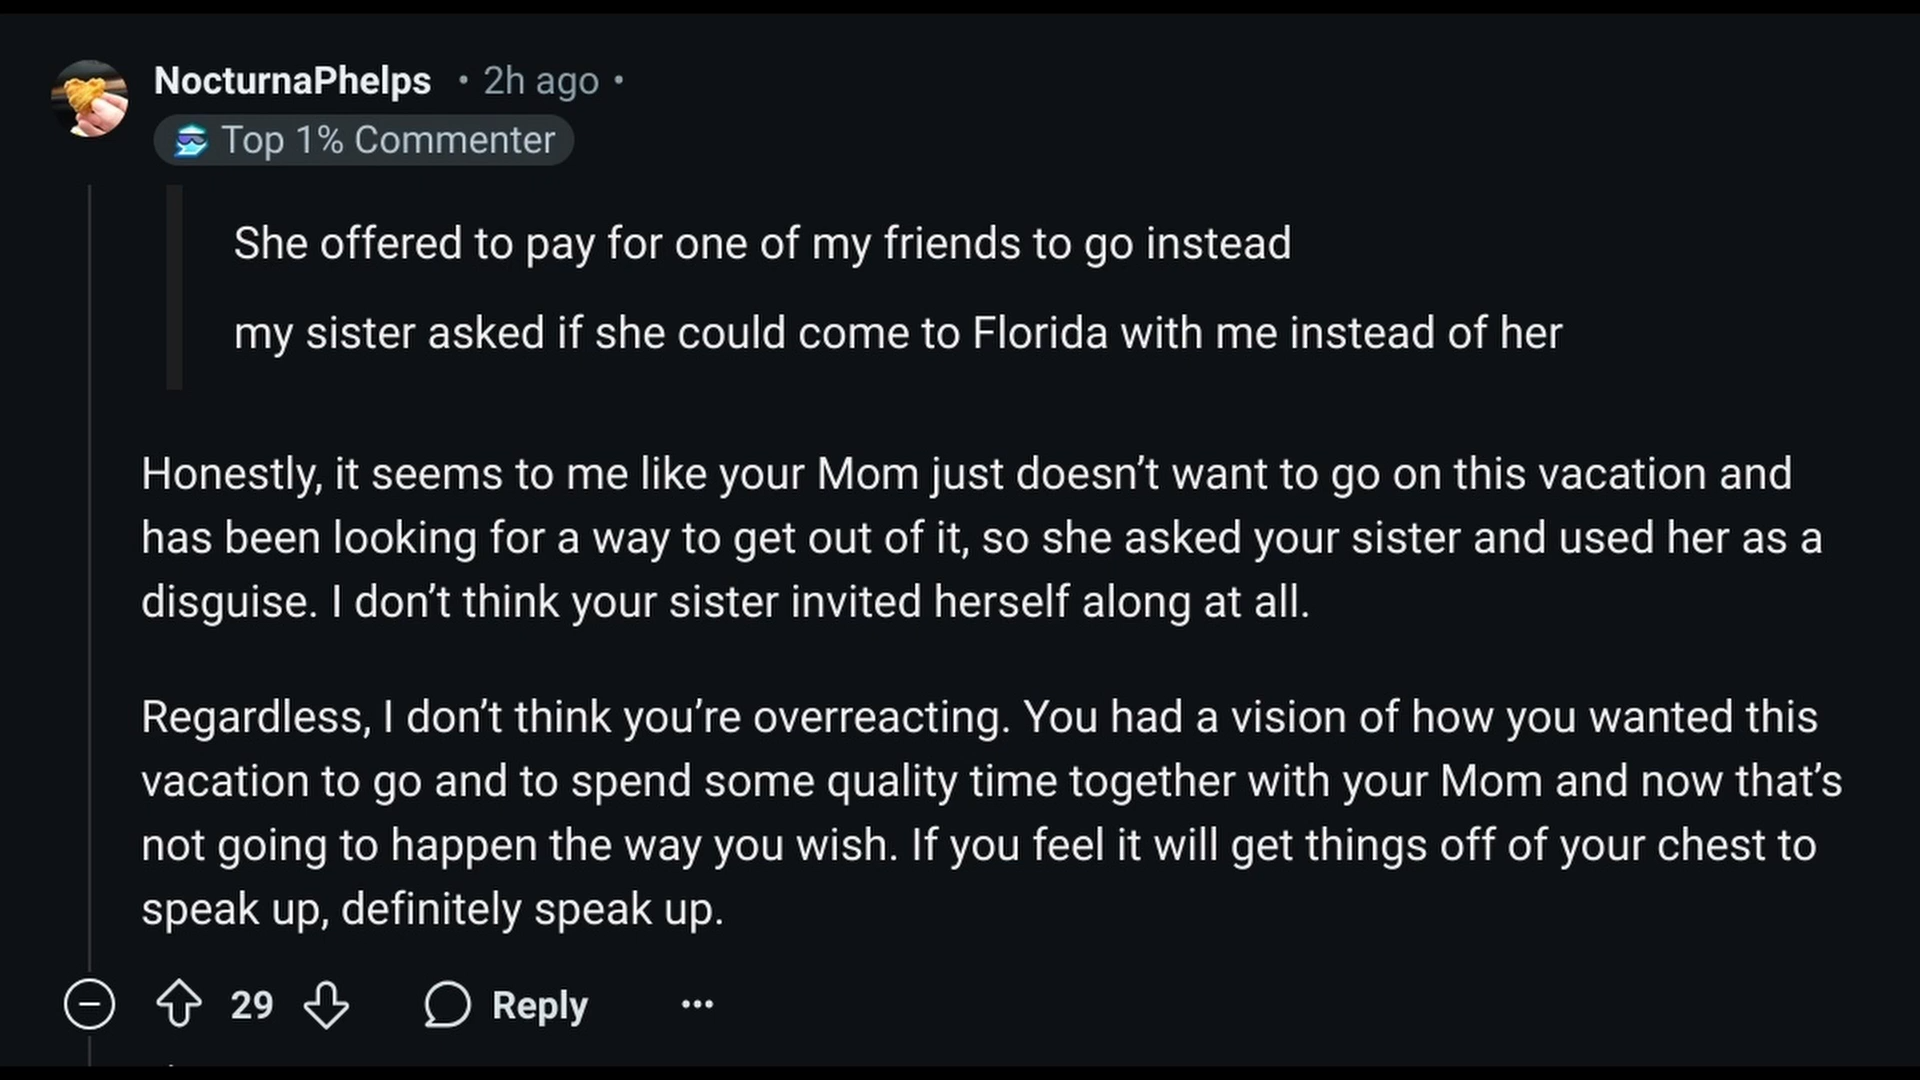 NocturnaPhelps • 2h ago •
Top 1% Commenter
She offered to pay for one of my friends to go instead
my sister asked if she could come to Florida with me instead of her
Honestly, it seems to me like your Mom just doesn’t want to go on this vacation and
has been looking for a way to get out of it, so she asked your sister and used her as a
disguise. I don’t think your sister invited herself along at all.
Regardless, I don’t think you’re overreacting. You had a vision of how you wanted this
vacation to go and to spend some quality time together with your Mom and now that’s
not going to happen the way you wish. If you feel it will get things off of your chest to
speak up, definitely speak up.
29 Reply ...